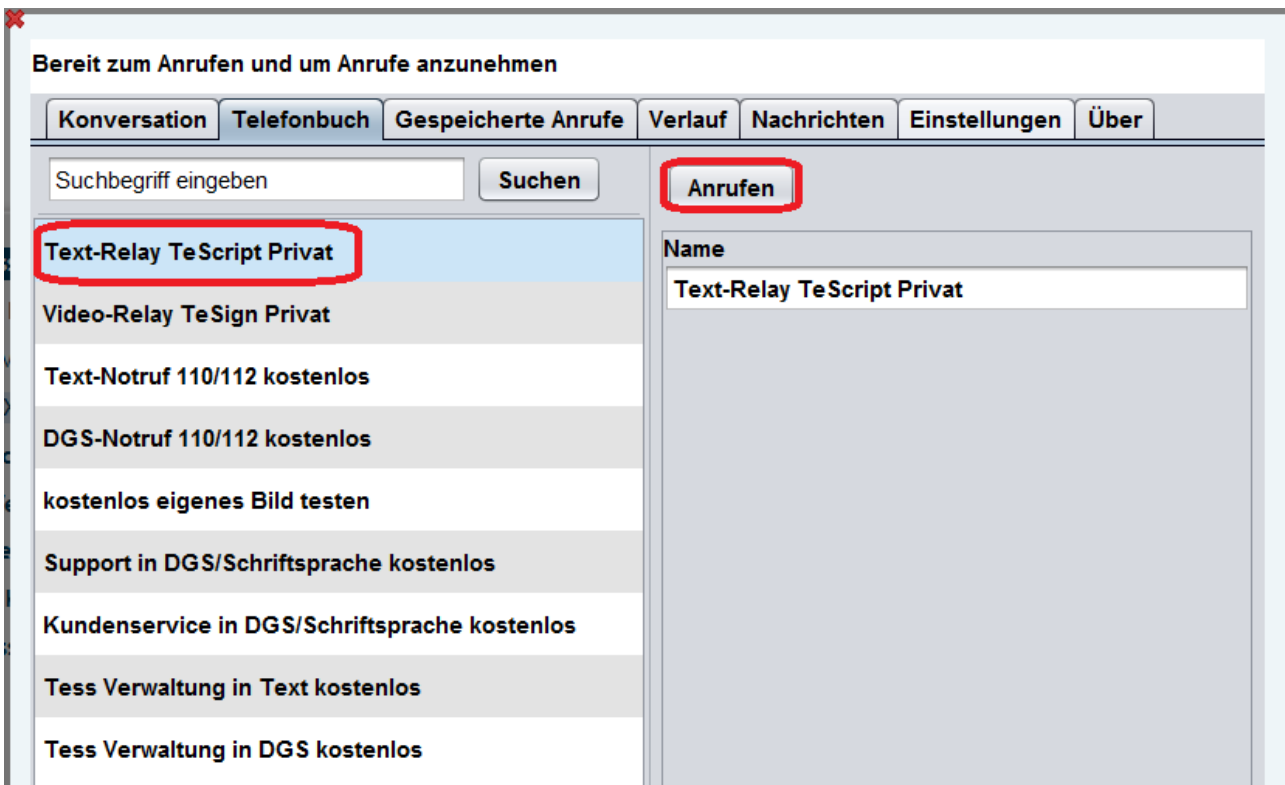 Bereit zum Anrufen und um Anrufe anzunehmen
Konversation Telefonbuch Gespeicherte Anrufe Verlauf Nachrichten Einstellungen Über
Suchbegriff eingeben Suchen
Anrufen
Text-Relay TeScript Privat
Video-Relay TeSign Privat
Text-Notruf 110/112 kostenlos
DGS-Notruf 110/112 kostenlos
kostenlos eigenes Bild testen
Support in DGS/Schriftsprache kostenlos
Kundenservice in DGS/Schriftsprache kostenlos
Tess Verwaltung in Text kostenlos
Tess Verwaltung in DGS kostenlos
Name
Text-Relay TeScript Privat